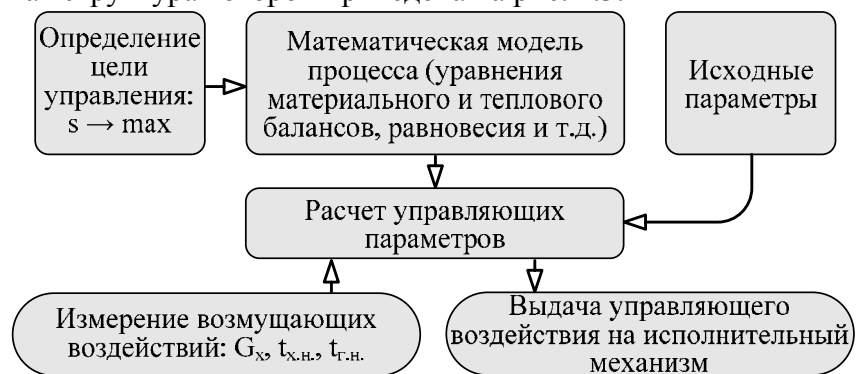 Определение
цели
управления:
s → max
Математическая модель
процесса (уравнения
материального и теплового
балансов, равновесия и т.д.)
Исходные
параметры
Расчет управляющих
параметров
Измерение возмущающих
воздействий: Gх, tх.н., tг.н.
Выдача управляющего
воздействия на исполнительный
механизм